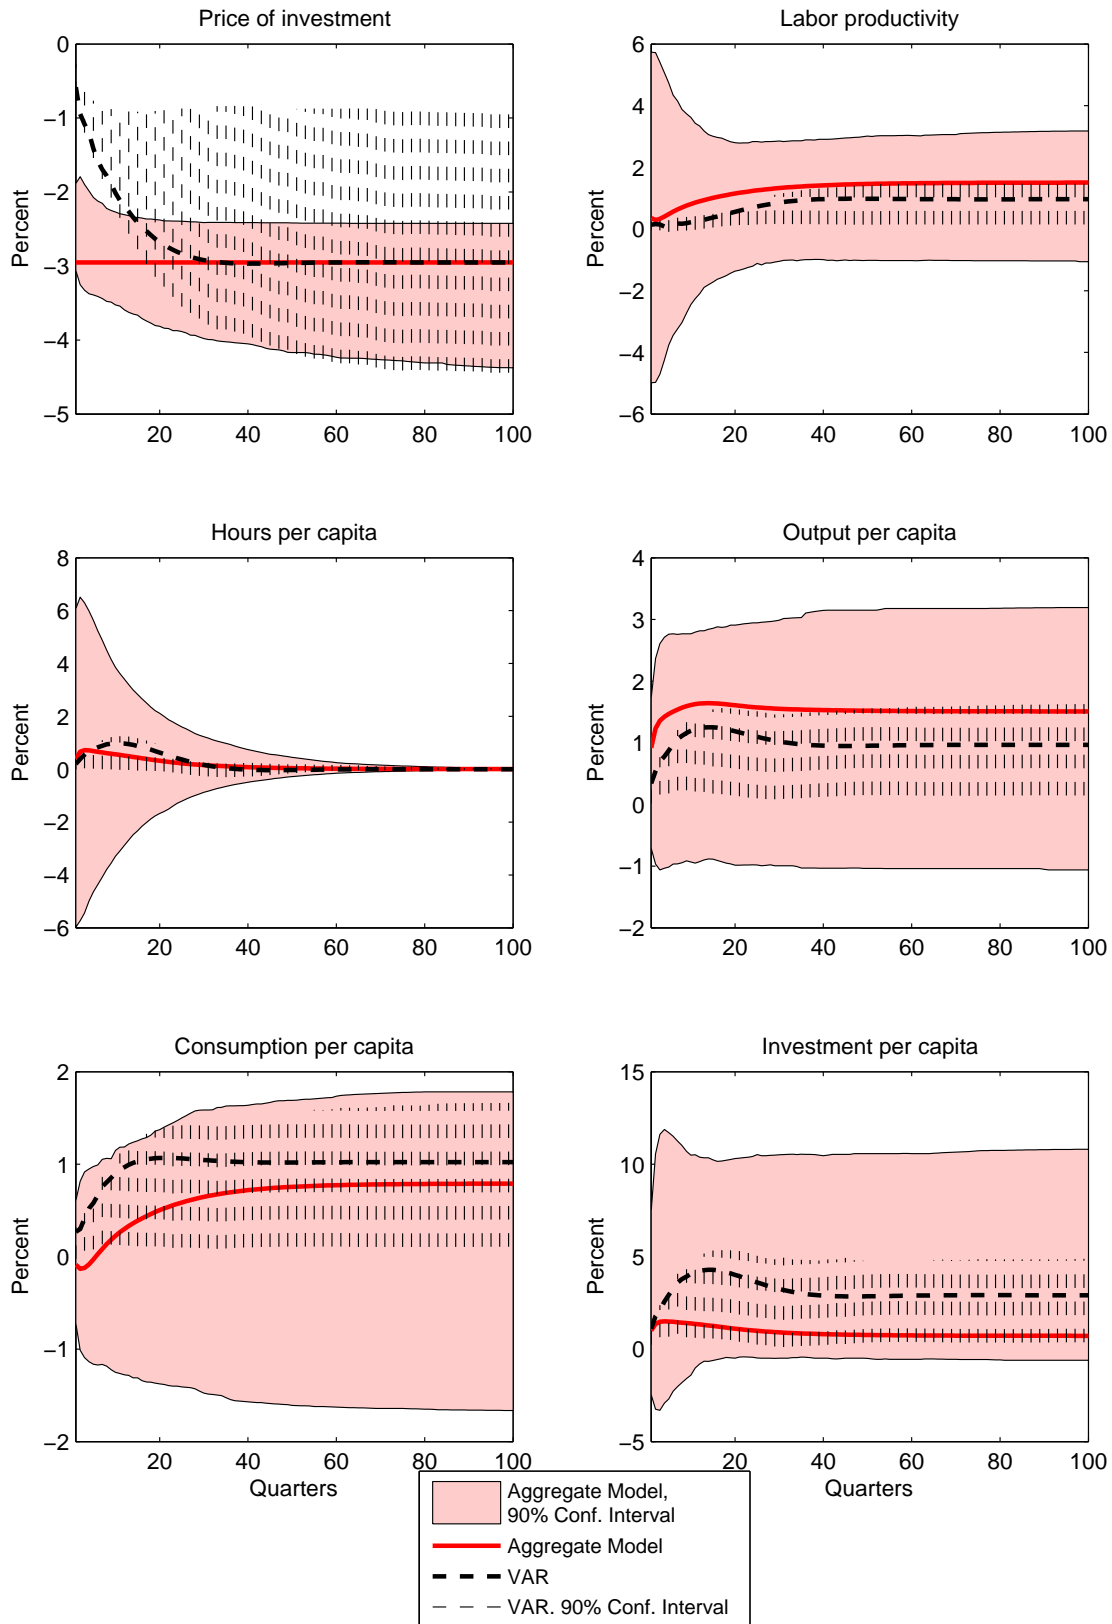 Price of investment
Percent
0
−1
−2
−3
−4
−5
20 40 60 80 100
Labor productivity
Percent
6
4
2
0
−2
−4
−6
20 40 60 80 100
Hours per capita
Percent
8
6
4
2
0
−2
−4
−6
20 40 60 80 100
Output per capita
Percent
4
3
2
1
0
−1
−2
20 40 60 80 100
Consumption per capita
Percent
2
1
0
−1
−2
20 40 60 80 100
Quarters
Investment per capita
Percent
15
10
5
0
−5
20 40 60 80 100
Quarters
Aggregate Model,
90% Conf. Interval
Aggregate Model
VAR
VAR. 90% Conf. Interval